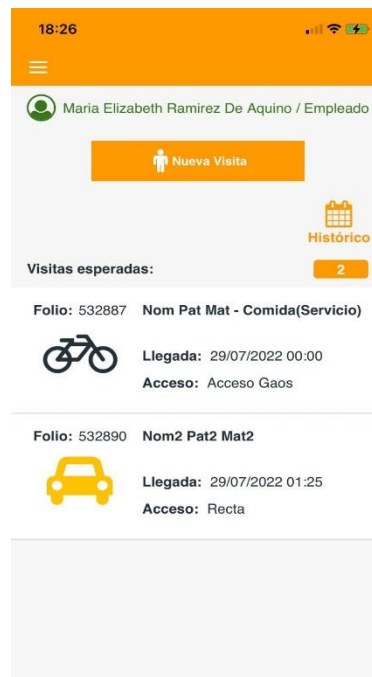 18:26
Maria Elizabeth Ramirez De Aquino / Empleado
Nueva Visita
Histórico
Visitas esperadas: 2
Folio: 532887 Nom Pat Mat - Comida(Servicio)
Llegada: 29/07/2022 00:00
Acceso: Acceso Gaos
Folio: 532890 Nom2 Pat2 Mat2
Llegada: 29/07/2022 01:25
Acceso: Recta